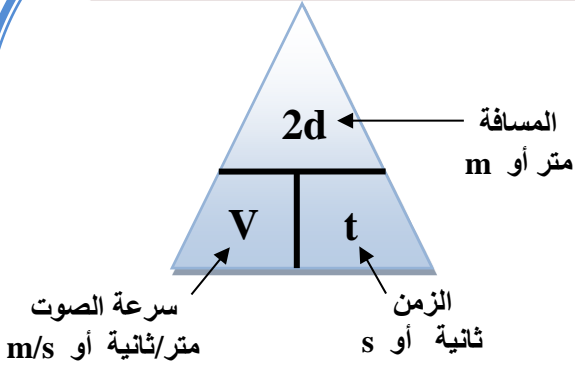 2d
المسافة
متر أو m
V
t
سرعة الصوت
متر/ثانية أو m/s
الزمن
ثانية أو s